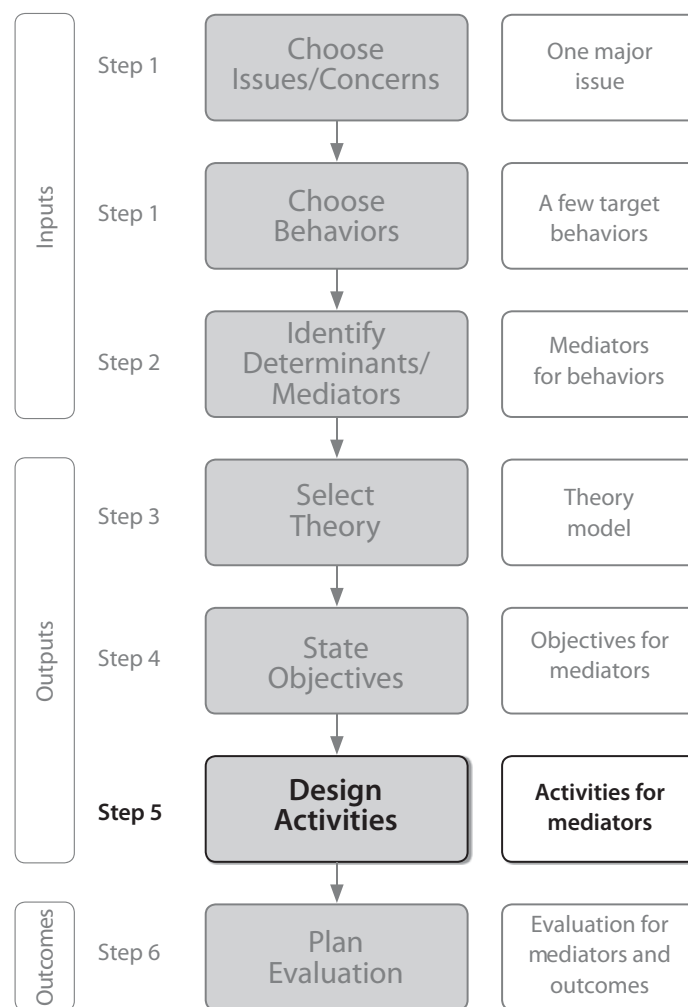 Inputs
Step 1
Choose
Issues/Concerns
One major
issue
Step 1
Choose
Behaviors
A few target
behaviors
Step 2
Identify
Determinants/
Mediators
Mediators
for behaviors
Outputs
Step 3
Select
Theory
Theory
model
Step 4
State
Objectives
Objectives for
mediators
Step 5
Design
Activities
Activities for
mediators
Outcomes
Step 6
Plan
Evaluation
Evaluation for
mediators and
outcomes